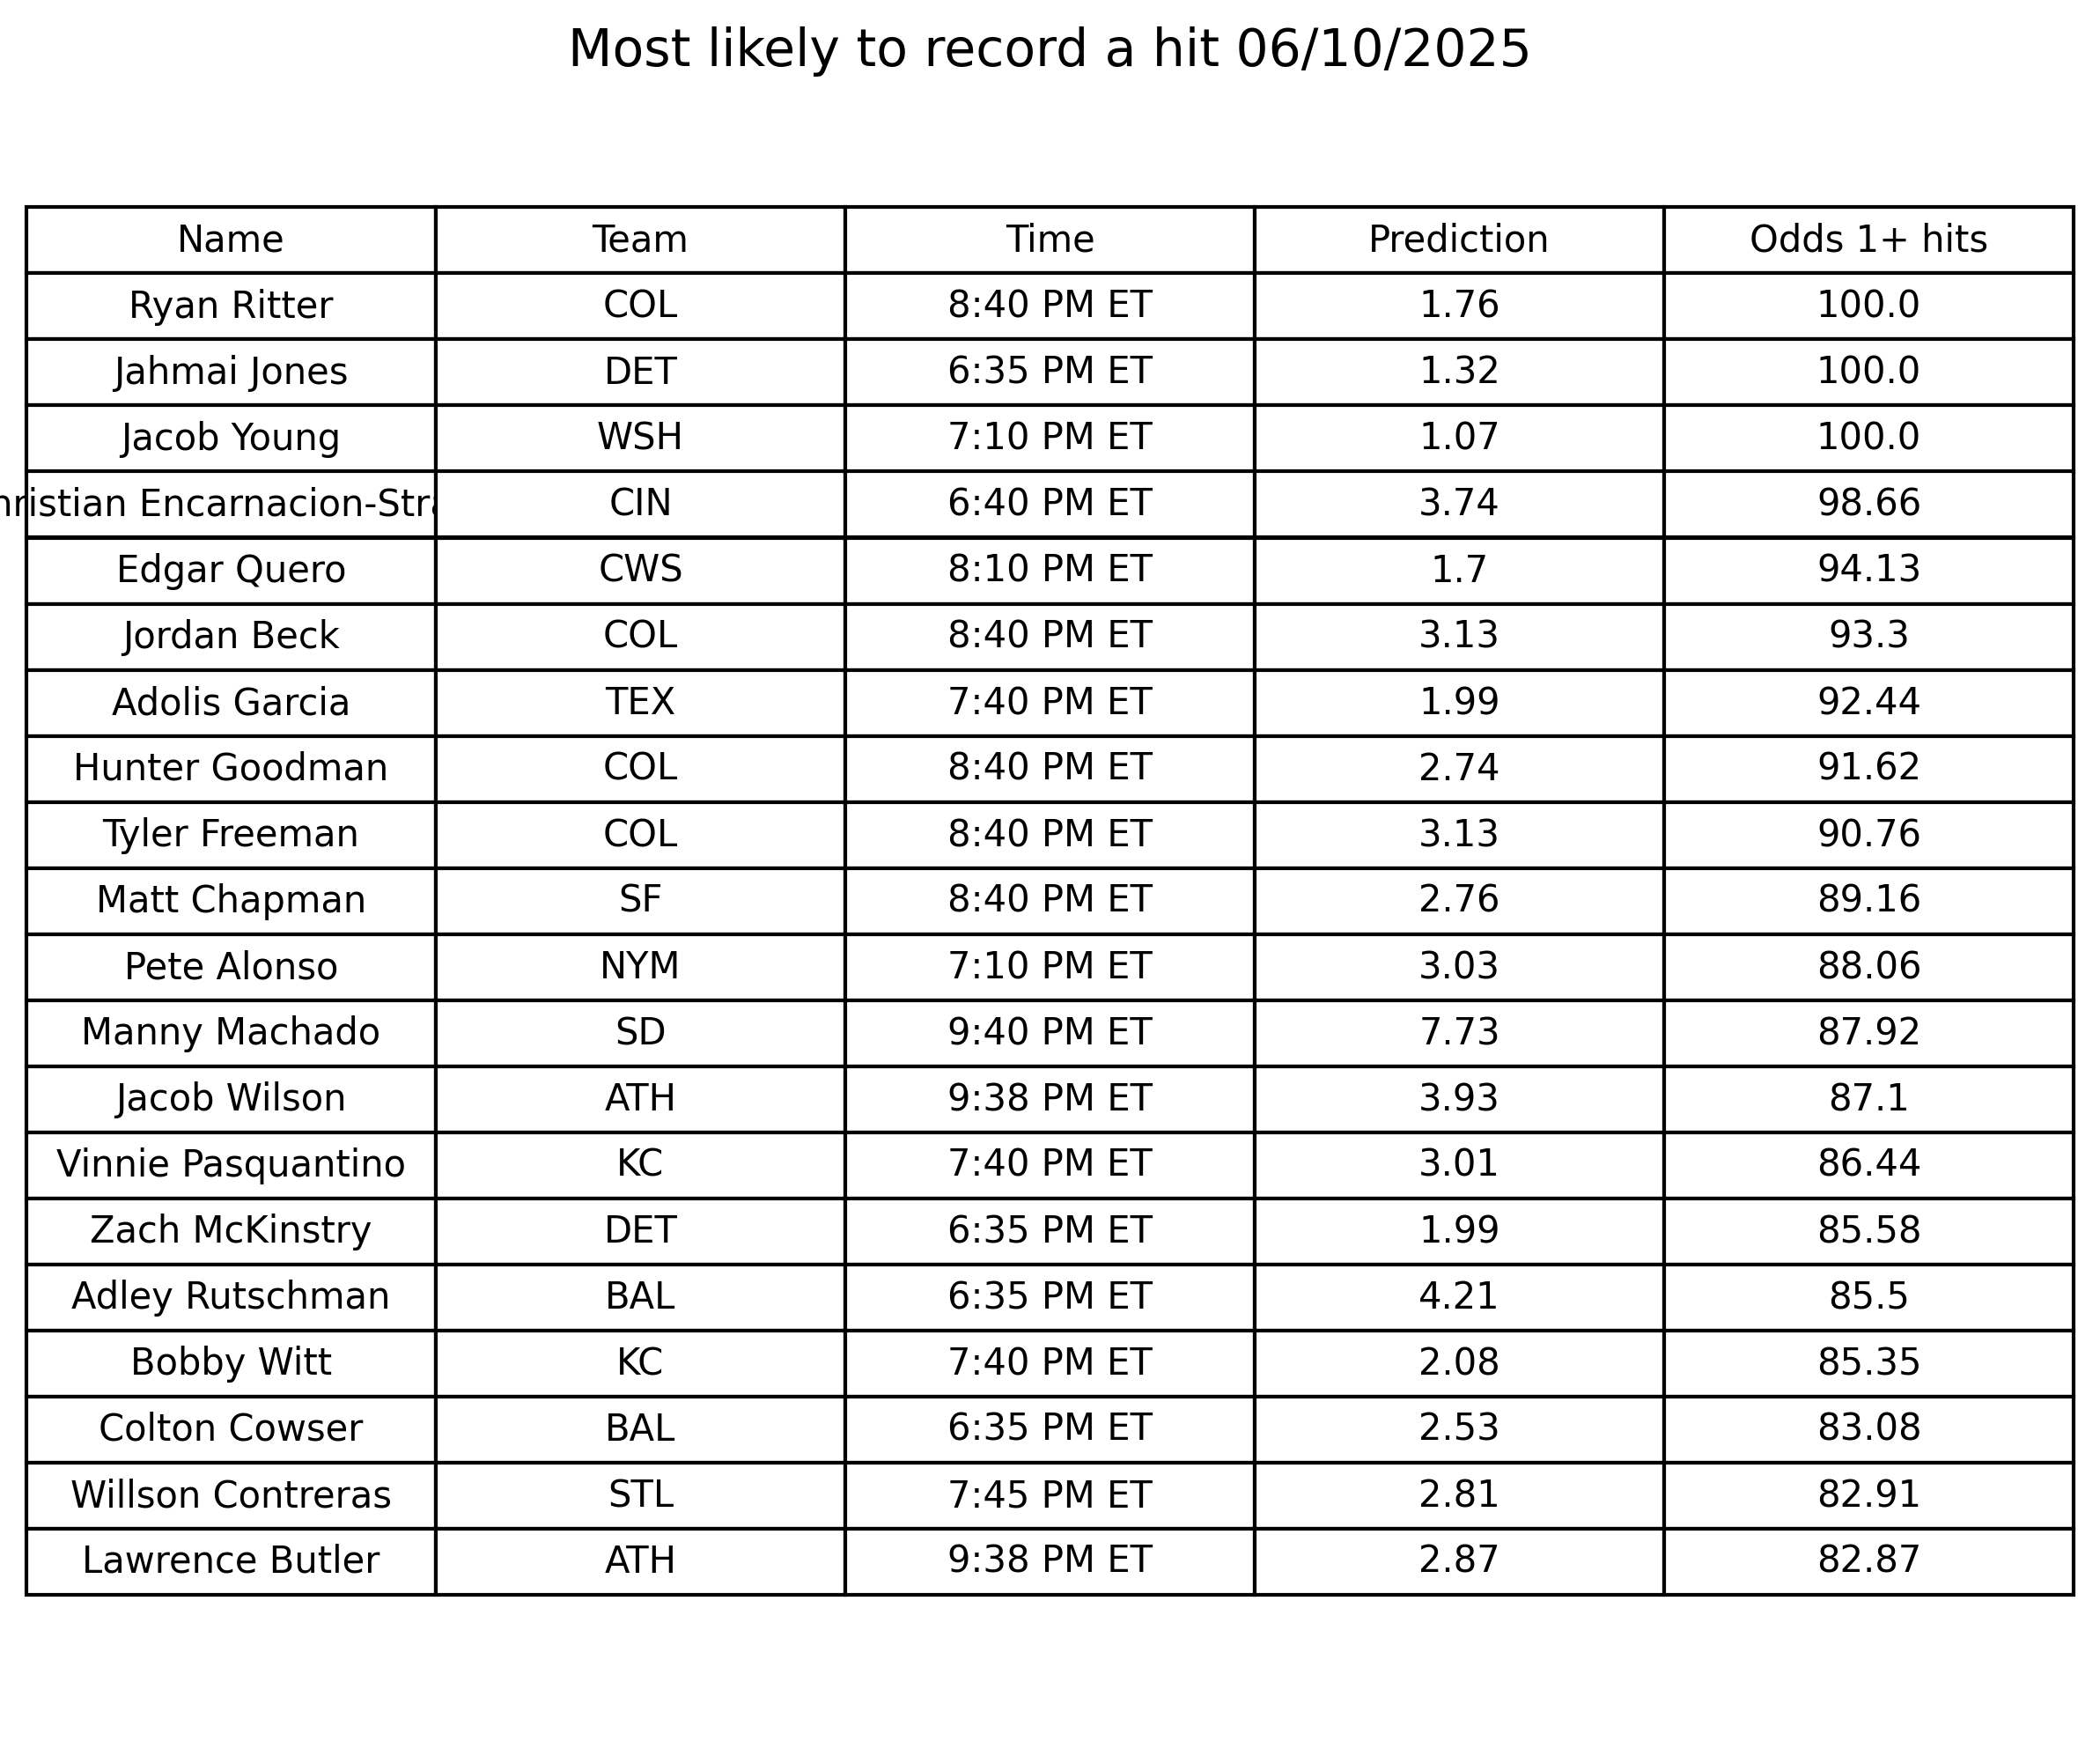 Most likely to record a hit 06/10/2025
Name Team Time Prediction Odds 1+ hits
Ryan Ritter COL 8:40 PM ET 1.76 100.0
Jahmai Jones DET 6:35 PM ET 1.32 100.0
Jacob Young WSH 7:10 PM ET 1.07 100.0
hristian Encarnacion-Stra CIN 6:40 PM ET 3.74 98.66
Edgar Quero CWS 8:10 PM ET 1.7 94.13
Jordan Beck COL 8:40 PM ET 3.13 93.3
Adolis Garcia TEX 7:40 PM ET 1.99 92.44
Hunter Goodman COL 8:40 PM ET 2.74 91.62
Tyler Freeman COL 8:40 PM ET 3.13 90.76
Matt Chapman SF 8:40 PM ET 2.76 89.16
Pete Alonso NYM 7:10 PM ET 3.03 88.06
Manny Machado SD 9:40 PM ET 7.73 87.92
Jacob Wilson ATH 9:38 PM ET 3.93 87.1
Vinnie Pasquantino KC 7:40 PM ET 3.01 86.44
Zach McKinstry DET 6:35 PM ET 1.99 85.58
Adley Rutschman BAL 6:35 PM ET 4.21 85.5
Bobby Witt KC 7:40 PM ET 2.08 85.35
Colton Cowser BAL 6:35 PM ET 2.53 83.08
Willson Contreras STL 7:45 PM ET 2.81 82.91
Lawrence Butler ATH 9:38 PM ET 2.87 82.87